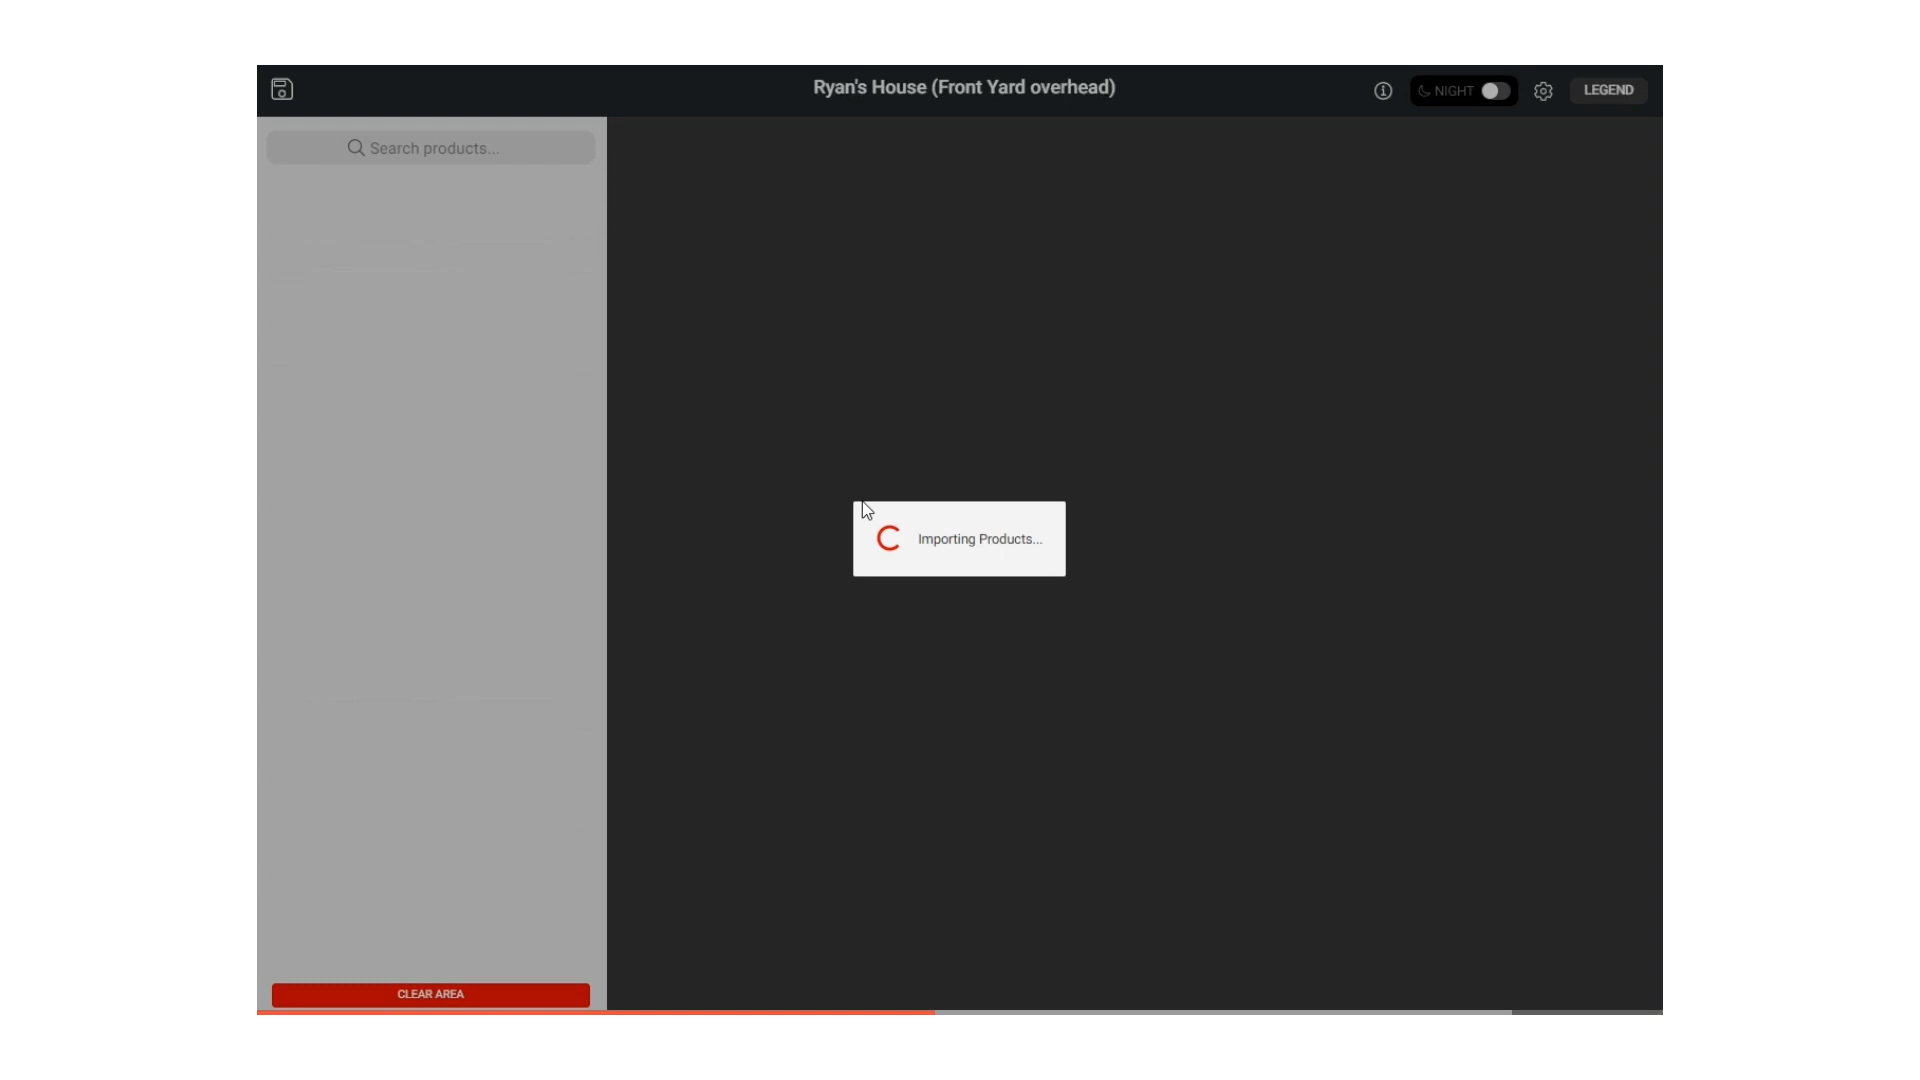 Ryan's House (Front Yard overhead)
NIGHT
LEGEND
Search products...
Importing Products...
CLEAR AREA